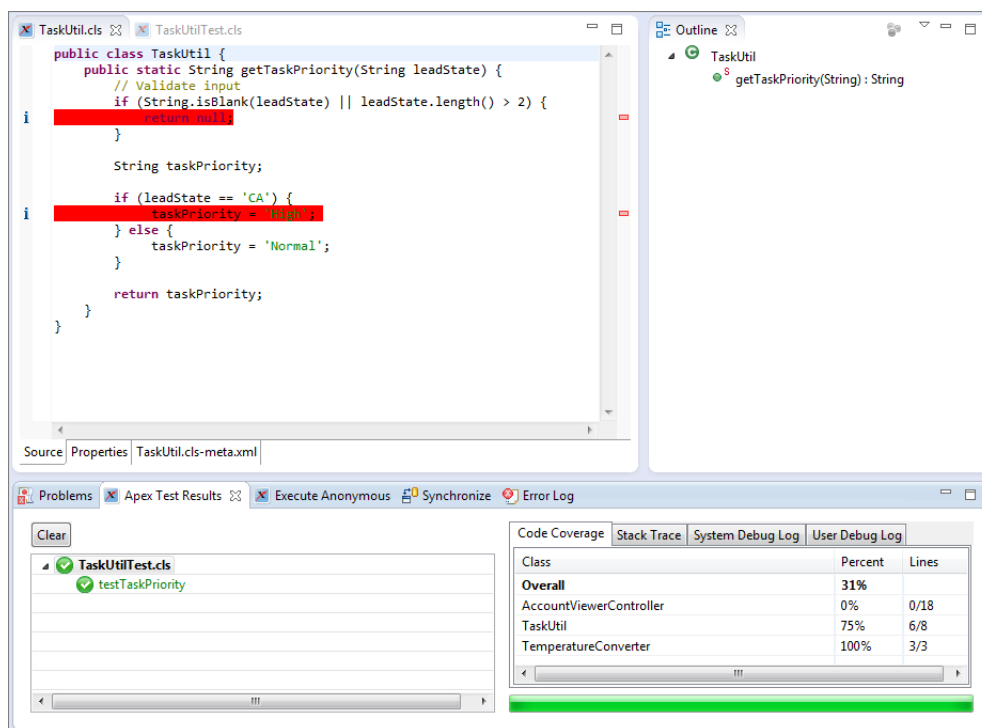 TaskUtil.cls TaskUtilTest.cls
public class TaskUtil {
public static String getTaskPriority(String leadState) {
// Validate input
if (String.isBlank(leadState) || leadState.length() > 2) {
return null;
}
String taskPriority;
if (leadState == 'CA') {
taskPriority = 'High';
} else {
taskPriority = 'Normal';
}
return taskPriority;
}
}
Source Properties TaskUtil.cls-meta.xml
Outline
TaskUtil
getTaskPriority(String) : String
Problems Apex Test Results Execute Anonymous Synchronize Error Log
Clear
TaskUtilTest.cls
testTaskPriority
Code Coverage Stack Trace System Debug Log User Debug Log
Class Percent Lines
Overall 31%
AccountViewerController 0% 0/18
TaskUtil 75% 6/8
TemperatureConverter 100% 3/3